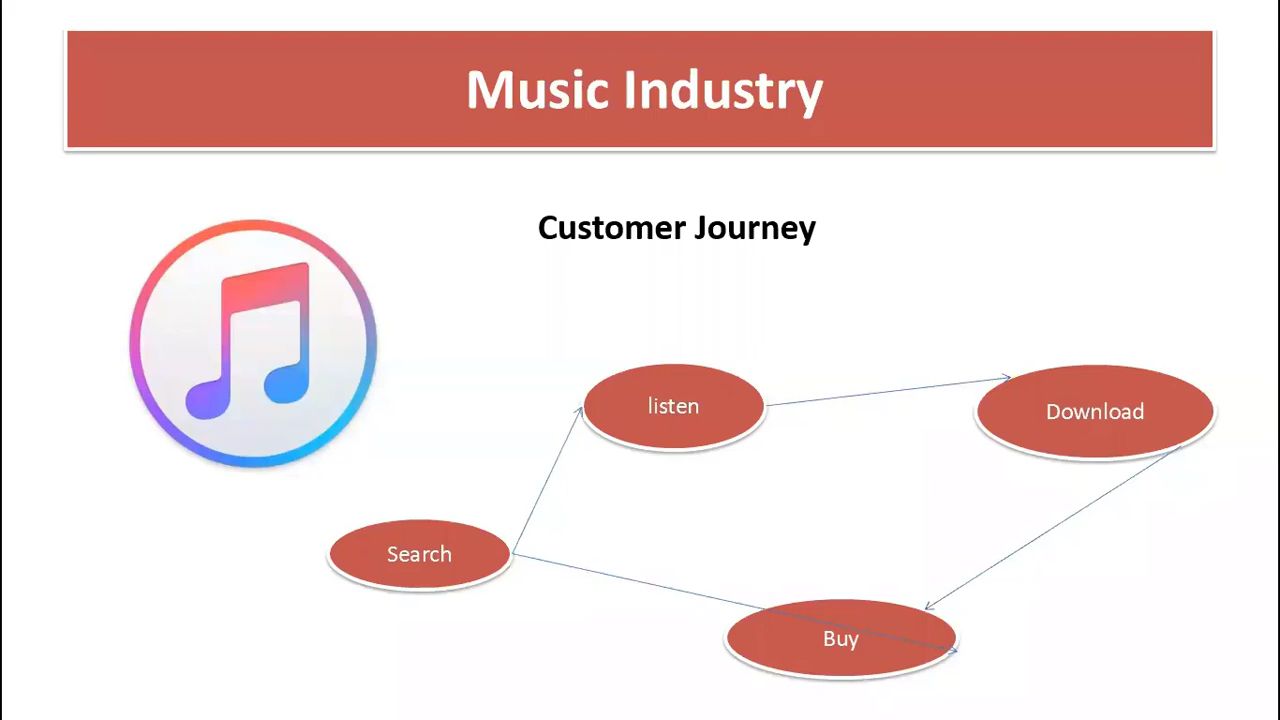 Music Industry
Customer Journey
listen
Download
Search
Buy